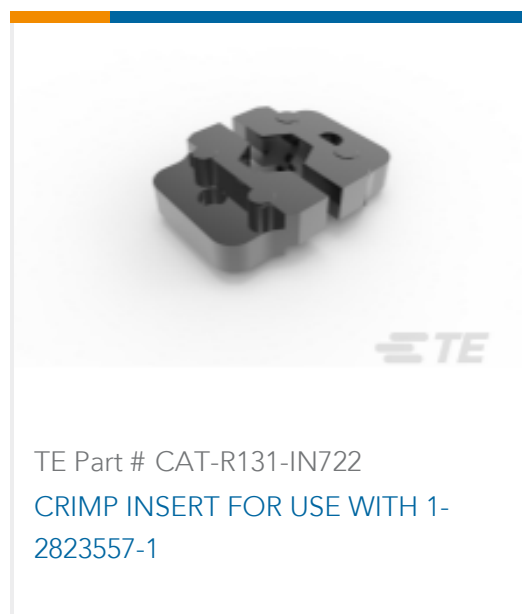 TE
TE Part # CAT-R131-IN722
CRIMP INSERT FOR USE WITH 1-
2823557-1